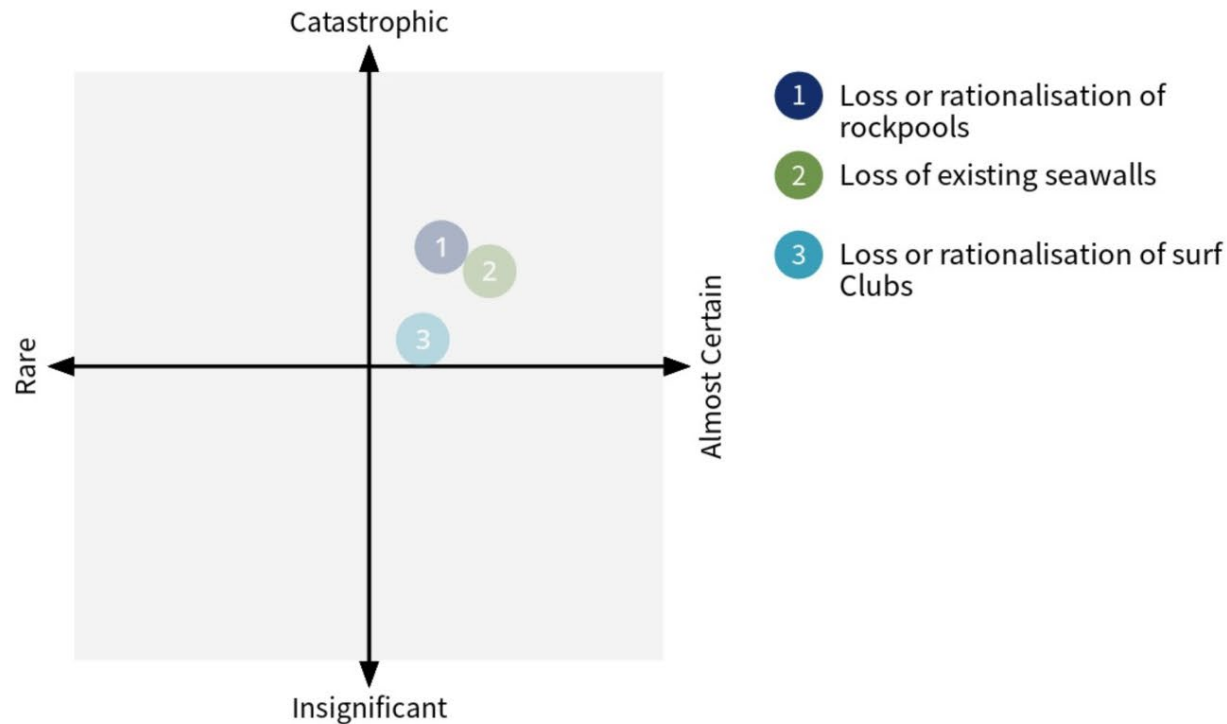 Catastrophic
1 Loss or rationalisation of
rockpools
2 Loss of existing seawalls
3 Loss or rationalisation of surf
Clubs
1
2
3
Rare
Almost Certain
Insignificant